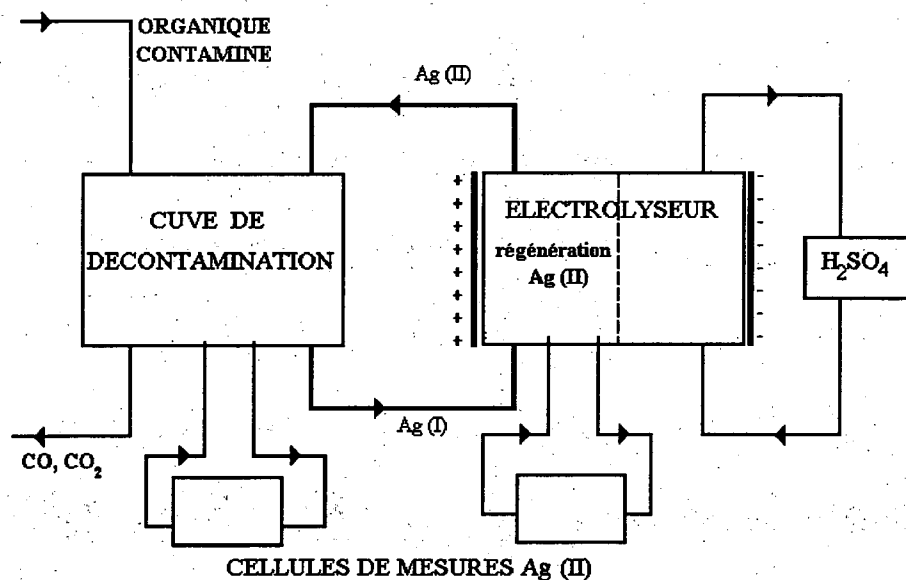 ORGANIQUE
CONTAMINE
Ag (II)
CUVE DE
DECONTAMINATION
+ + + + + + + +
ELECTROLYSEUR
régénération
Ag (II)
- - - - - - - -
H₂SO₄
Ag (I)
CO, CO₂
CELLULES DE MESURES Ag (II)